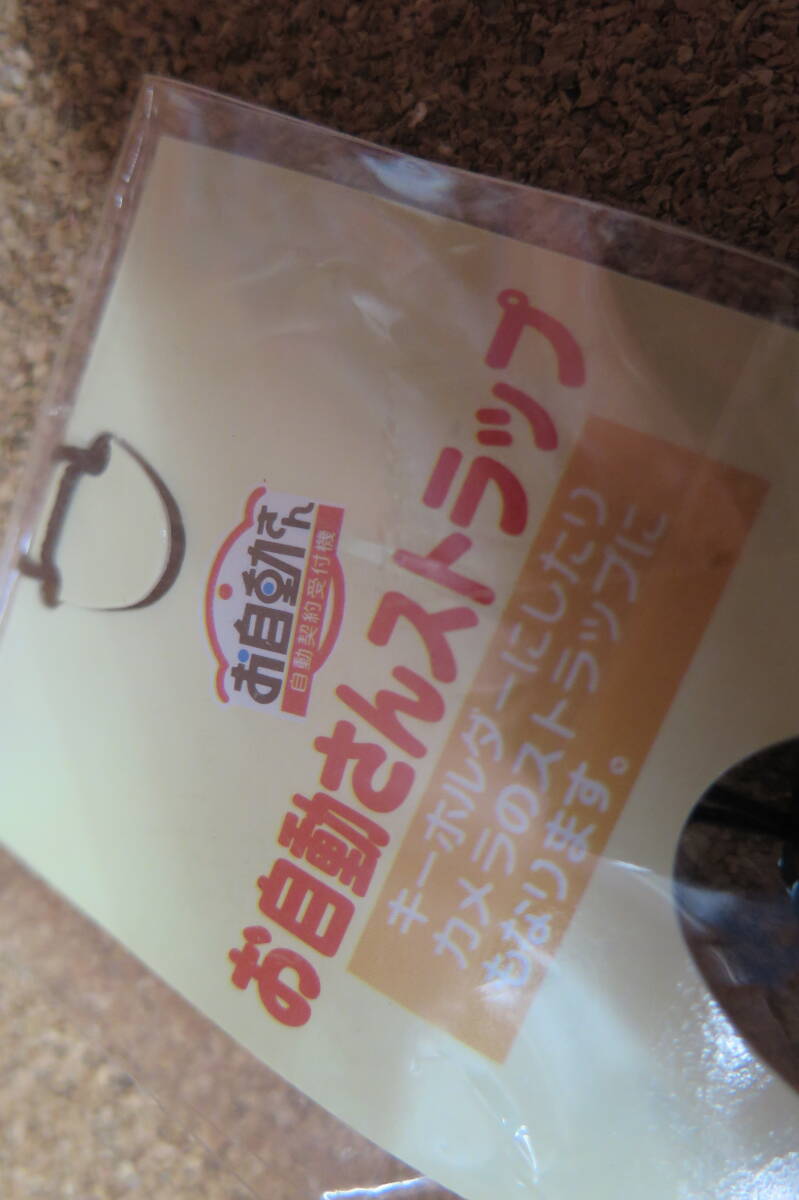 お自動さん
自動契約受付機
お自動さんストラップ
キーホルダーにしたり
カメラのストラップに
もなります。